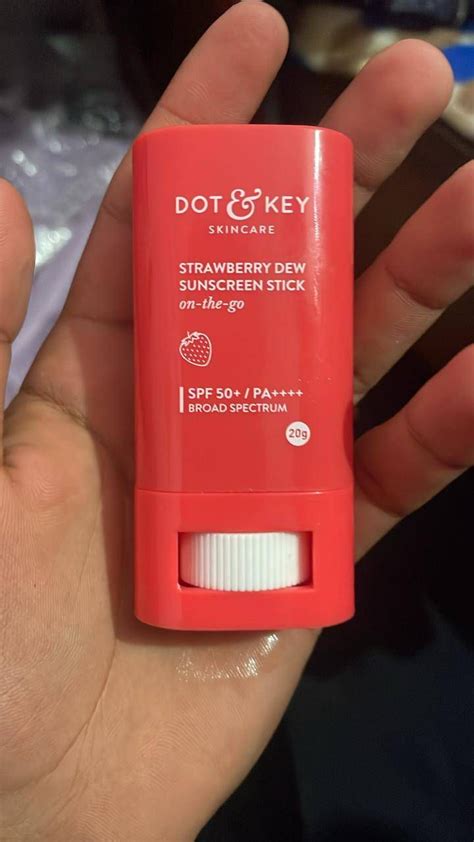 DOT & KEY
SKINCARE
STRAWBERRY DEW
SUNSCREEN STICK
on-the-go
SPF 50+ / PA++++
BROAD SPECTRUM
20g